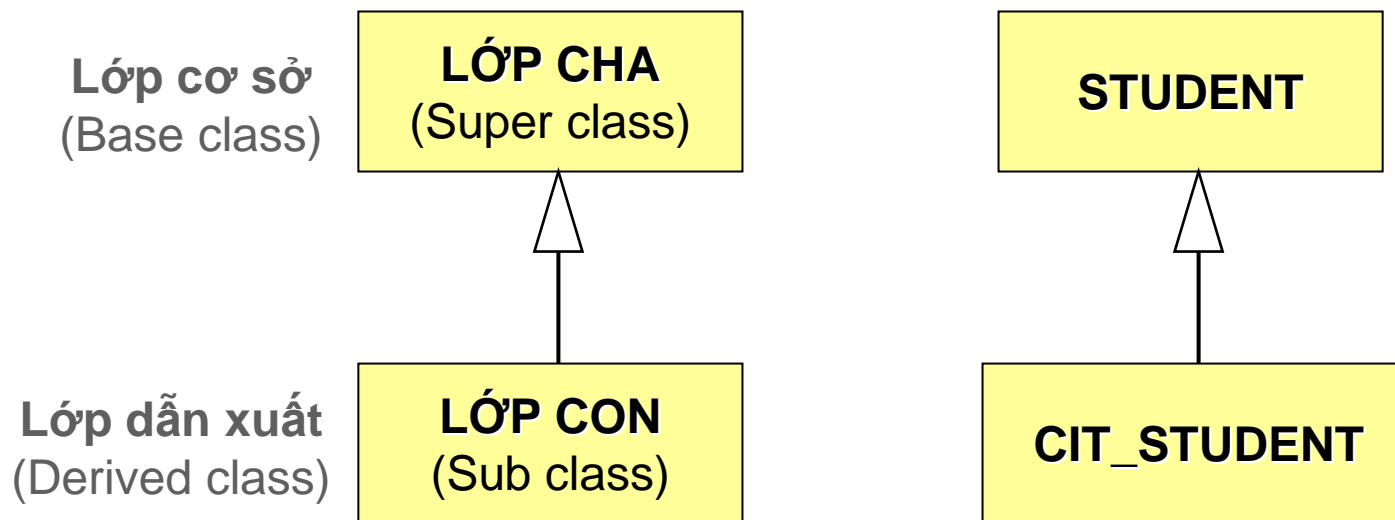 Lớp cơ sở
(Base class)
LỚP CHA
(Super class)
STUDENT
Lớp dẫn xuất
(Derived class)
LỚP CON
(Sub class)
CIT_STUDENT